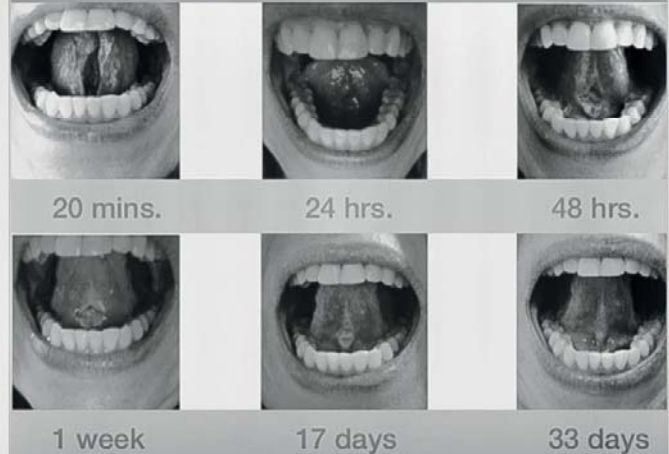 20 mins. 24 hrs. 48 hrs.
1 week 17 days 33 days